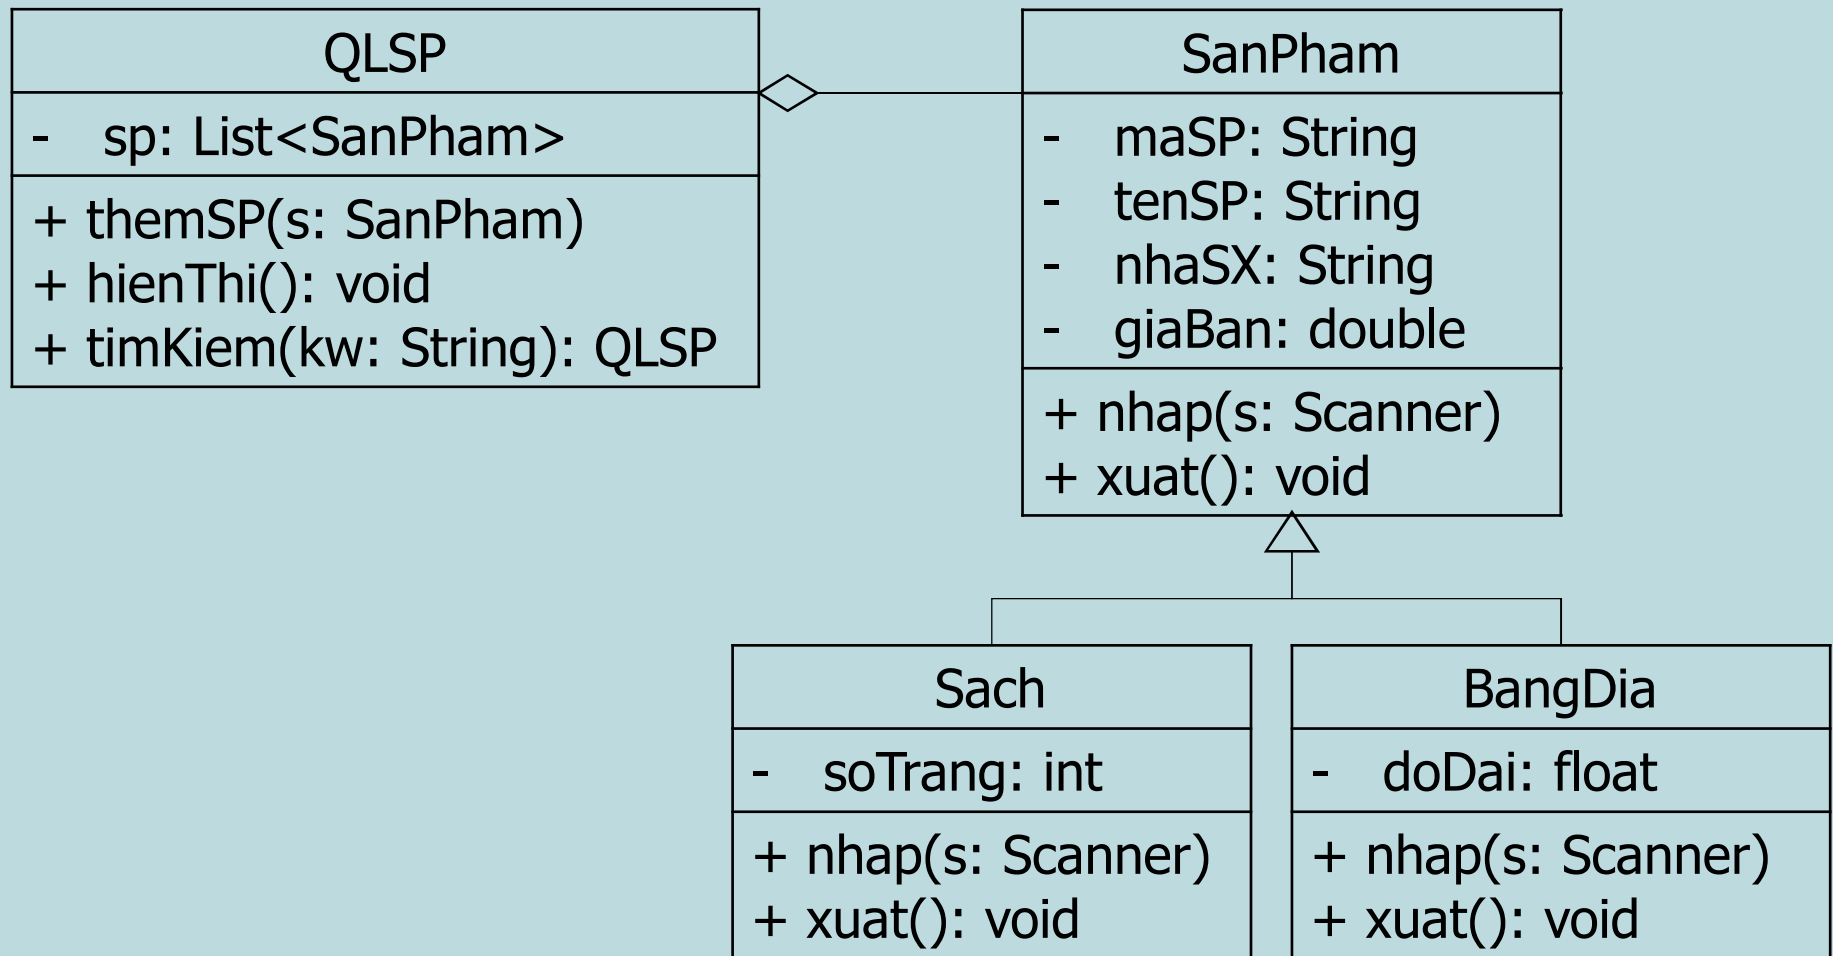 QLSP
- sp: List<SanPham>
+ themSP(s: SanPham)
+ hienThi(): void
+ timKiem(kw: String): QLSP
SanPham
- maSP: String
- tenSP: String
- nhaSX: String
- giaBan: double
+ nhap(s: Scanner)
+ xuat(): void
Sach
- soTrang: int
+ nhap(s: Scanner)
+ xuat(): void
BangDia
- doDai: float
+ nhap(s: Scanner)
+ xuat(): void